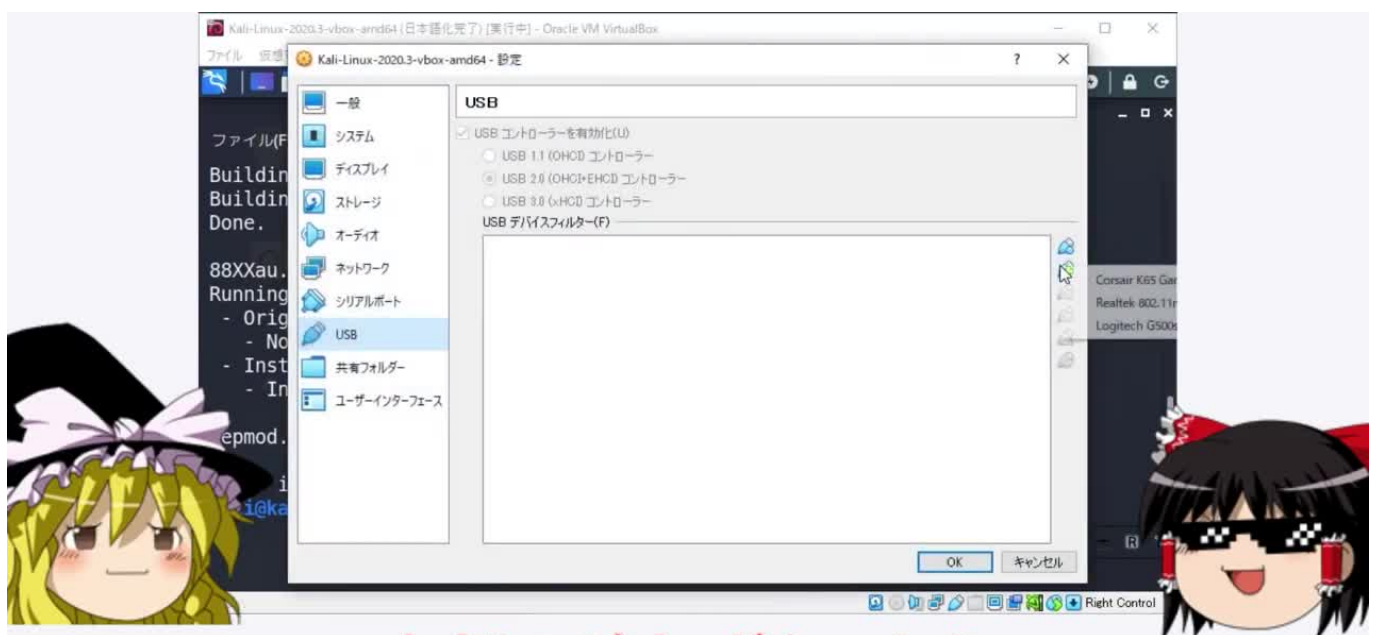 Kali-Linux-2020.3-vbox-amd64 (日本語化完了) [実行中] - Oracle VM VirtualBox
ファイル 仮想
Kali-Linux-2020.3-vbox-amd64 - 設定
? ×
一般
システム
ディスプレイ
ストレージ
オーディオ
ネットワーク
シリアルポート
USB
共有フォルダー
ユーザーインターフェース
USB
USB コントローラーを有効化(U)
USB 1.1 (OHCI) コントローラー
USB 2.0 (OHCI+EHCI) コントローラー
USB 3.0 (xHCI) コントローラー
USB デバイスフィルター(F)
OK
キャンセル
ファイル(F
Buildin
Buildin
Done.
88XXau.
Running
- Orig
- No
- Inst
- In
epmod.
i
i@ka
Corsair K65 Gar
Realtek 802.11r
Logitech G500s
R
Right Control